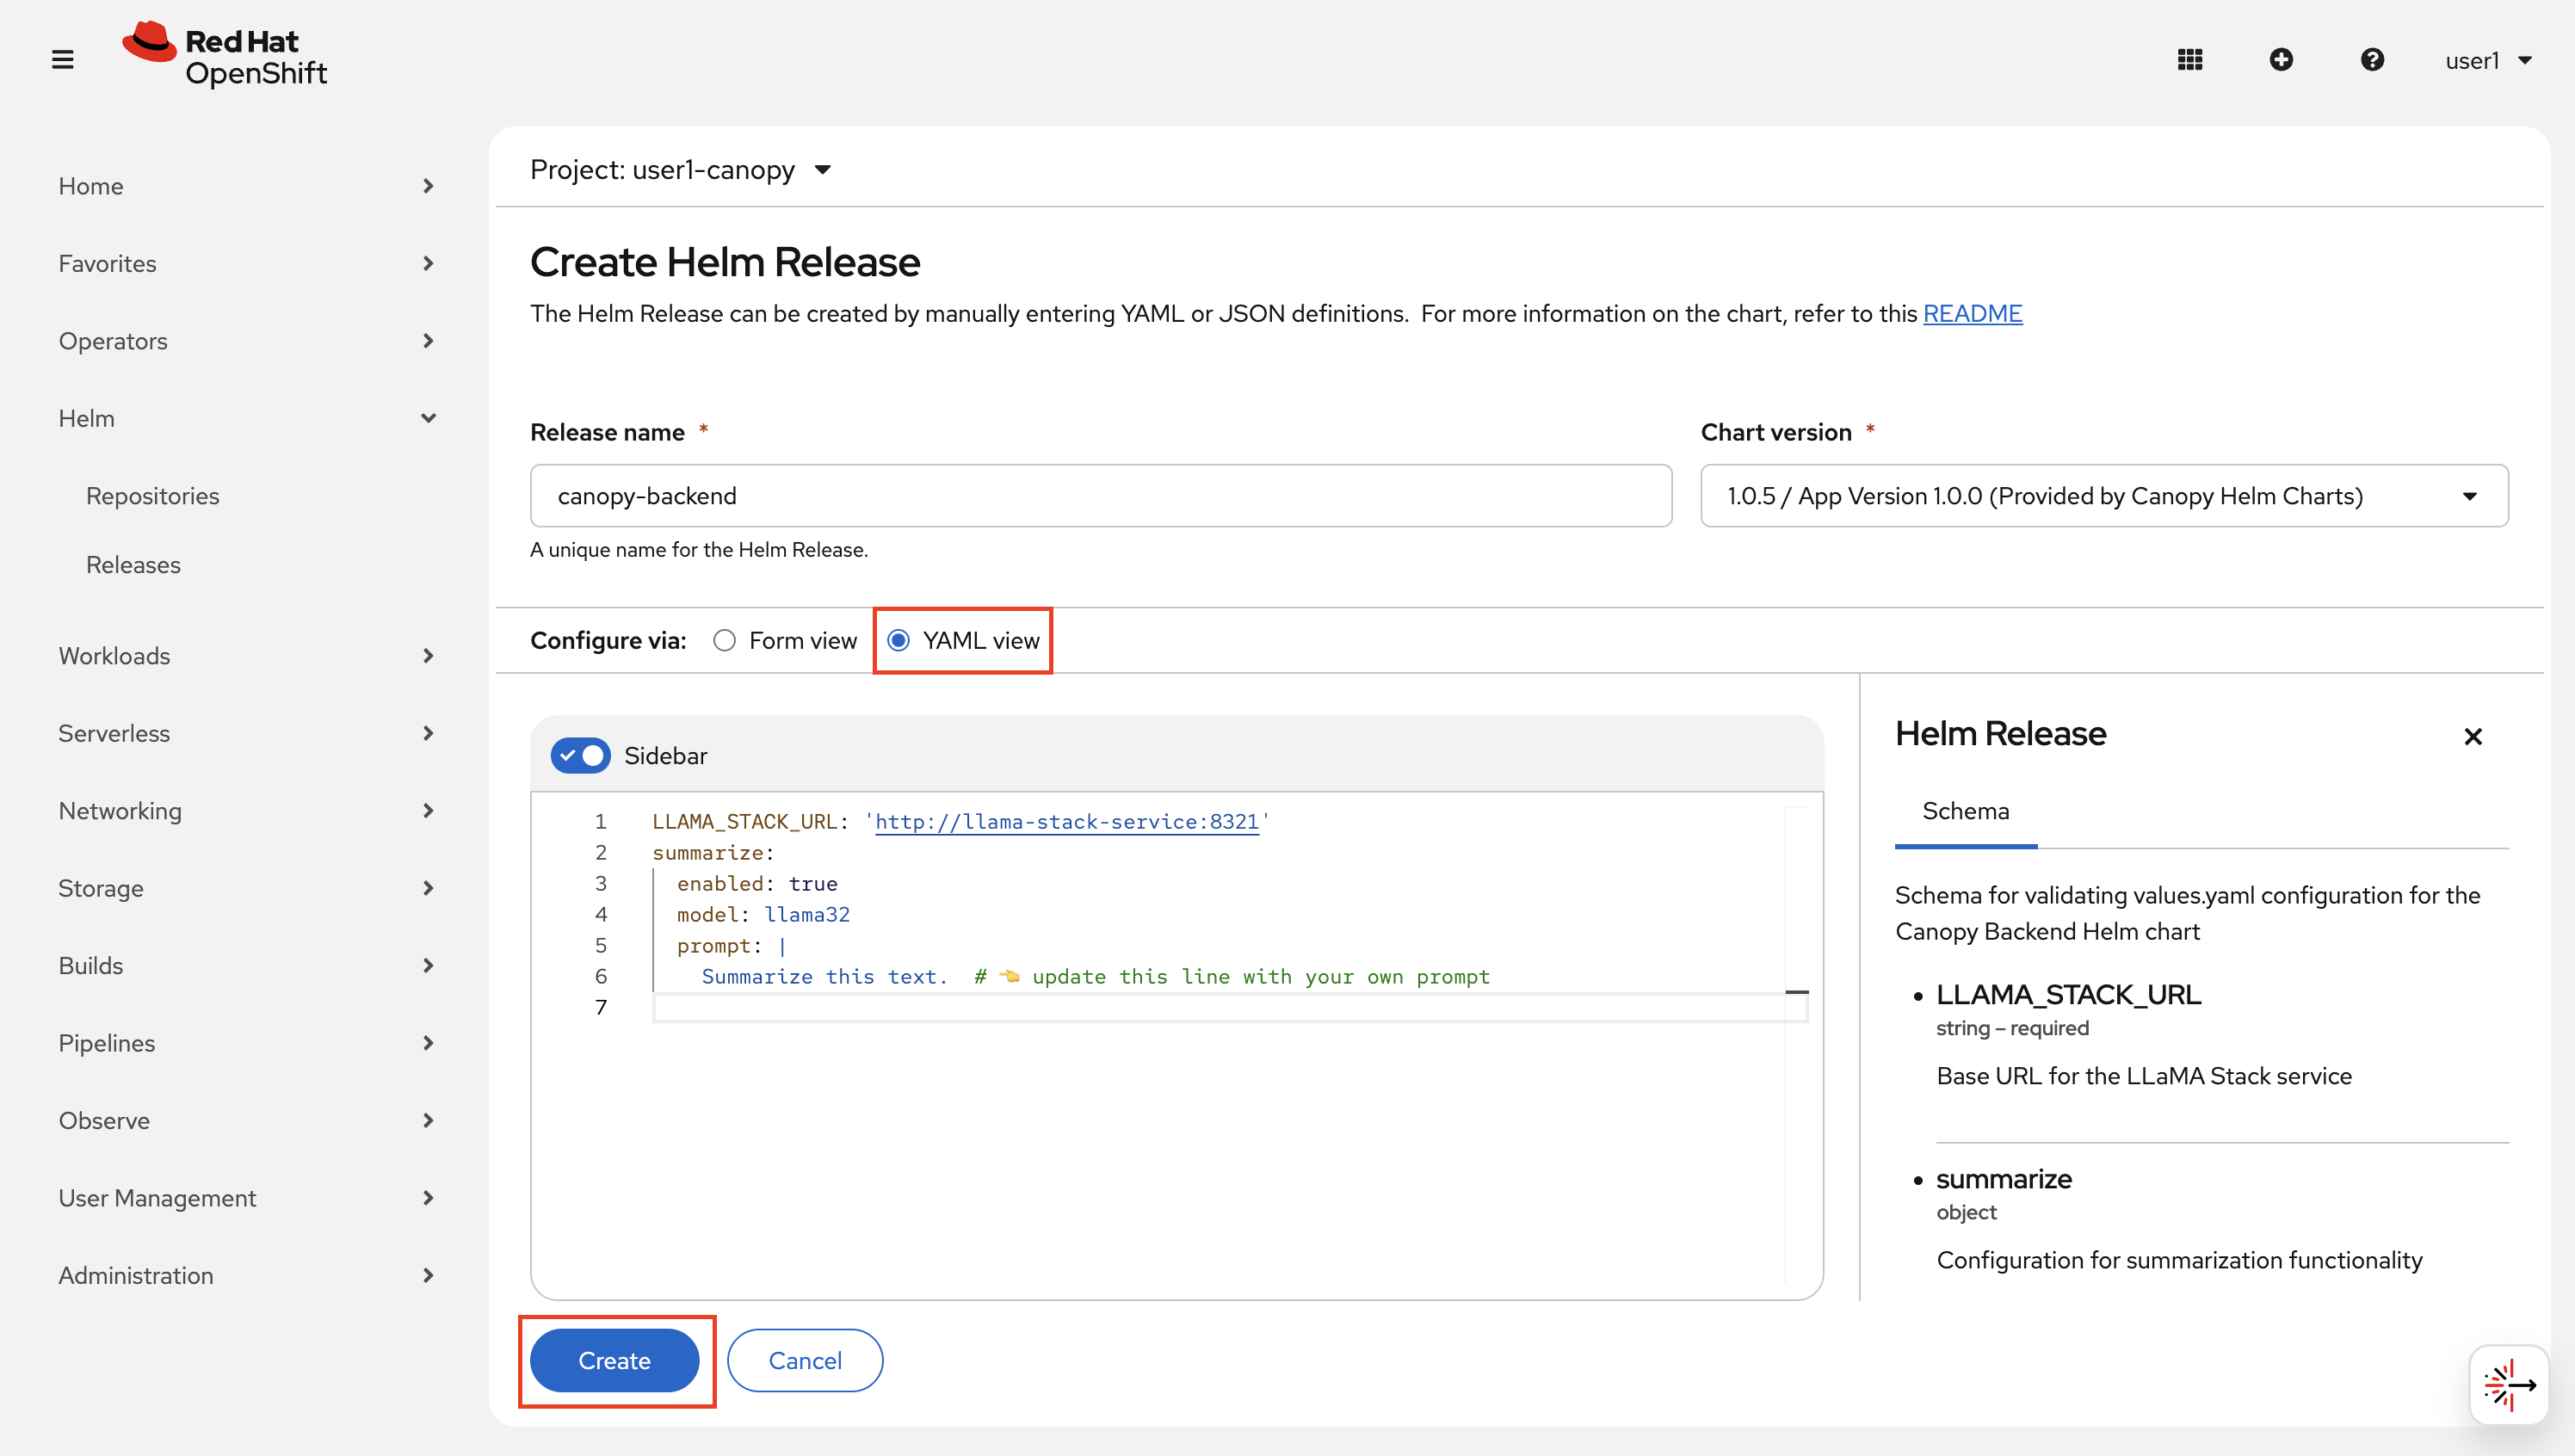 Red Hat
OpenShift
user1
Home
Favorites
Operators
Helm
Repositories
Releases
Workloads
Serverless
Networking
Storage
Builds
Pipelines
Observe
User Management
Administration
Project: user1-canopy
Create Helm Release
The Helm Release can be created by manually entering YAML or JSON definitions. For more information on the chart, refer to this README
Release name *
canopy-backend
A unique name for the Helm Release.
Chart version *
1.0.5 / App Version 1.0.0 (Provided by Canopy Helm Charts)
Configure via: Form view YAML view
Sidebar
1 LLAMA_STACK_URL: 'http://llama-stack-service:8321'
2 summarize:
3   enabled: true
4   model: llama32
5   prompt: |
6     Summarize this text.  # 👈 update this line with your own prompt
7
Create
Cancel
Helm Release
Schema
Schema for validating values.yaml configuration for the
Canopy Backend Helm chart
• LLAMA_STACK_URL
string – required
Base URL for the LLaMA Stack service
• summarize
object
Configuration for summarization functionality